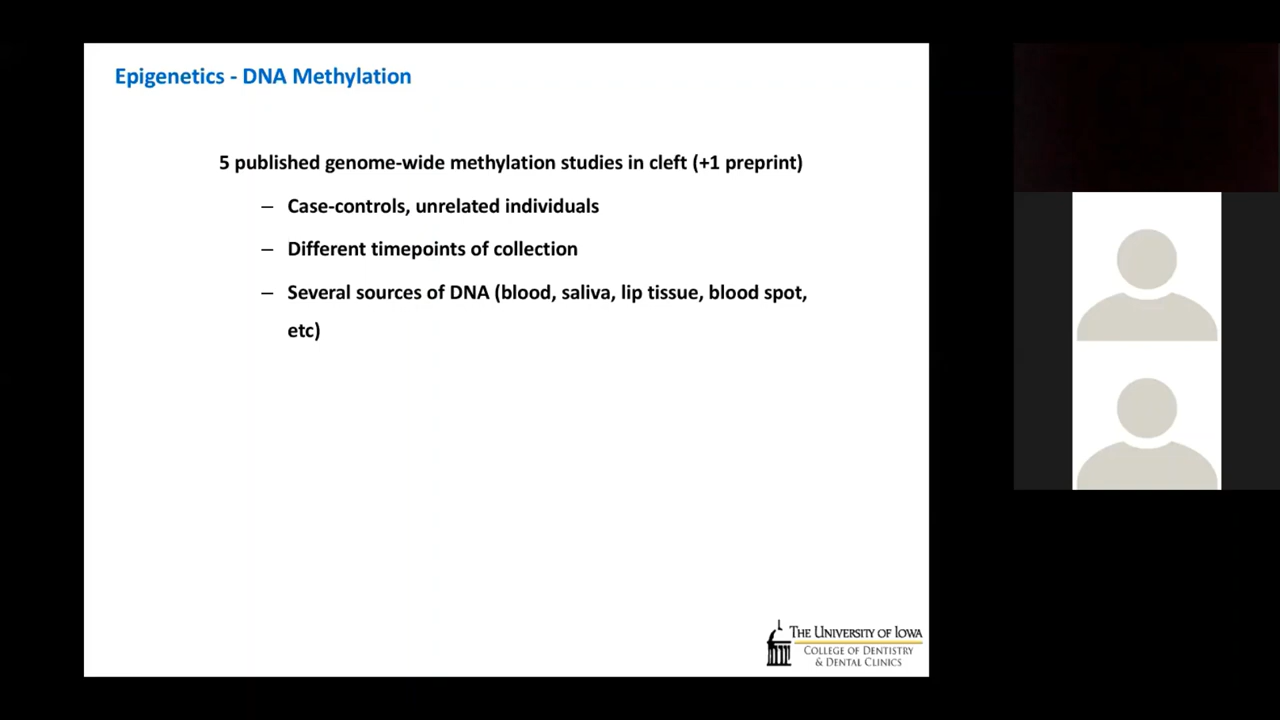 Epigenetics - DNA Methylation
5 published genome-wide methylation studies in cleft (+1 preprint)
– Case-controls, unrelated individuals
– Different timepoints of collection
– Several sources of DNA (blood, saliva, lip tissue, blood spot,
etc)
THE UNIVERSITY OF IOWA
COLLEGE OF DENTISTRY
& DENTAL CLINICS